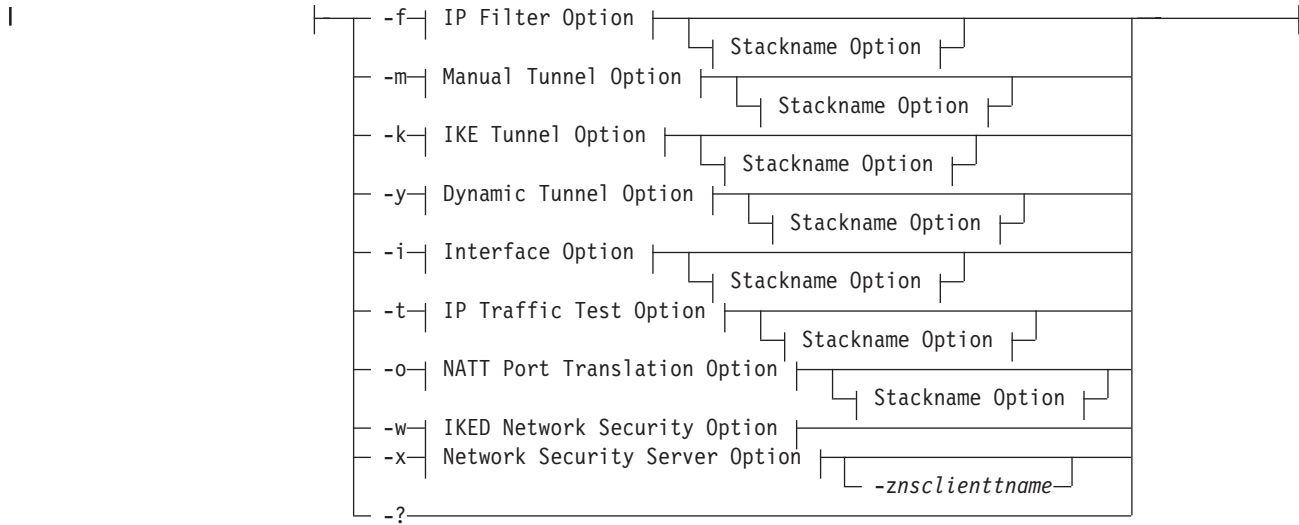 -f IP Filter Option
Stackname Option
-m Manual Tunnel Option
Stackname Option
-k IKE Tunnel Option
Stackname Option
-y Dynamic Tunnel Option
Stackname Option
-i Interface Option
Stackname Option
-t IP Traffic Test Option
Stackname Option
-o NATT Port Translation Option
Stackname Option
-w IKED Network Security Option
-x Network Security Server Option
-znsclienttname
-?